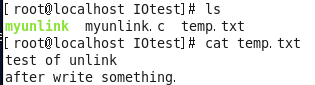 [ root@localhost IOtest]# ls
myunlink  myunlink.c  temp.txt
[ root@localhost IOtest]# cat temp.txt
test of unlink
after write something.